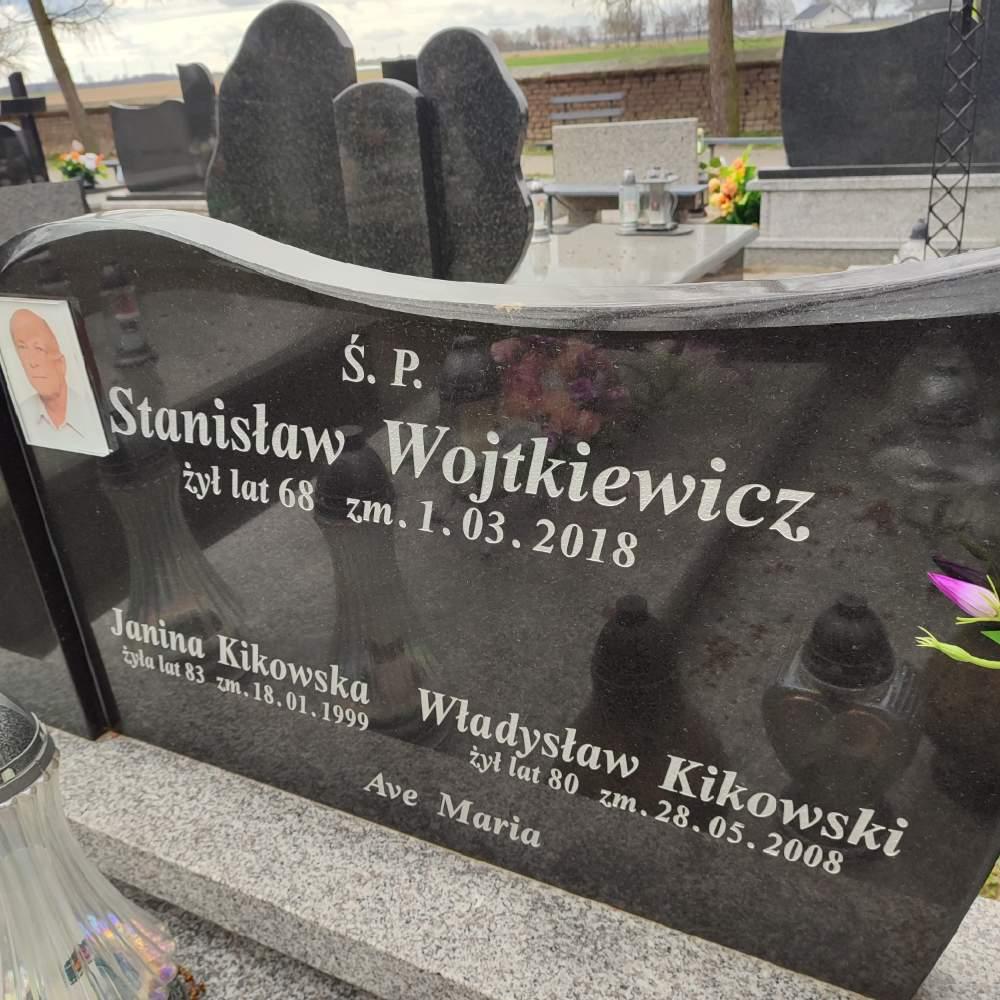 Ś. P.
Stanisław Wojtkiewicz
żył lat 68 zm. 1. 03. 2018
Janina Kikowska
żyła lat 83 zm. 18. 01. 1999
Władysław Kikowski
żył lat 80 zm. 28. 05. 2008
Ave Maria